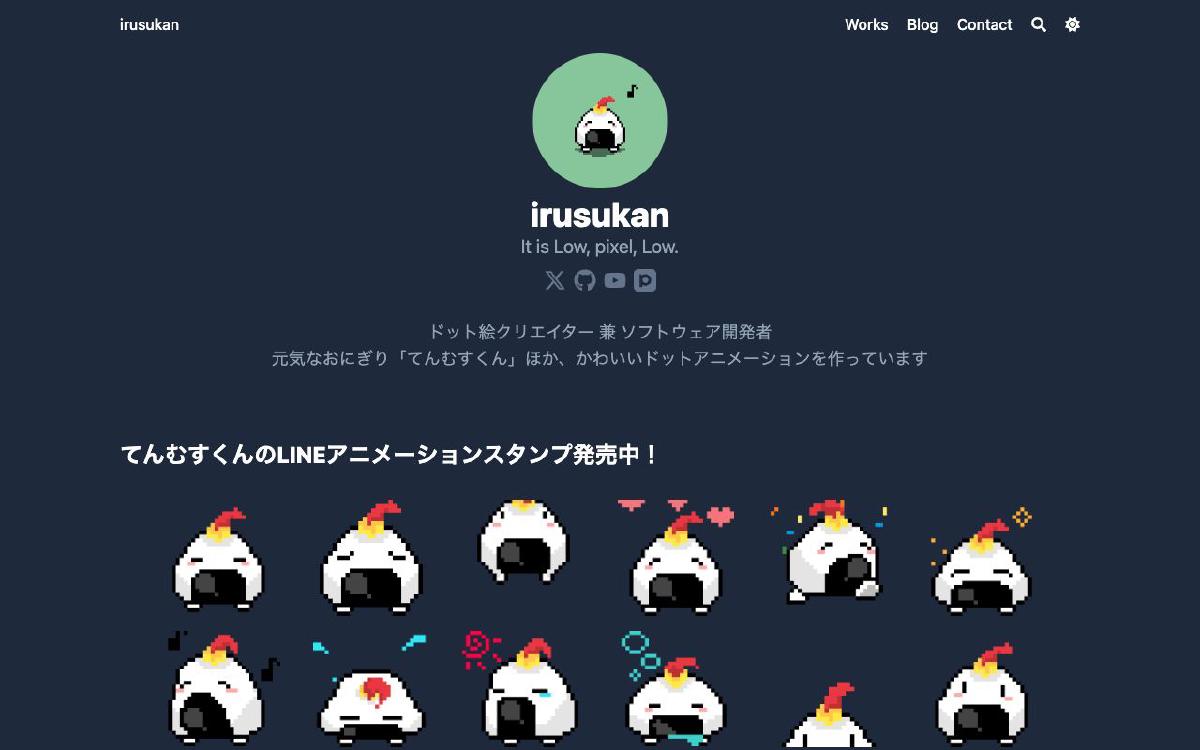 irusukan
Works Blog Contact
irusukan
It is Low, pixel, Low.
ドット絵クリエイター 兼 ソフトウェア開発者
元気なおにぎり「てんむすくん」ほか、かわいいドットアニメーションを作っています
てんむすくんのLINEアニメーションスタンプ発売中！